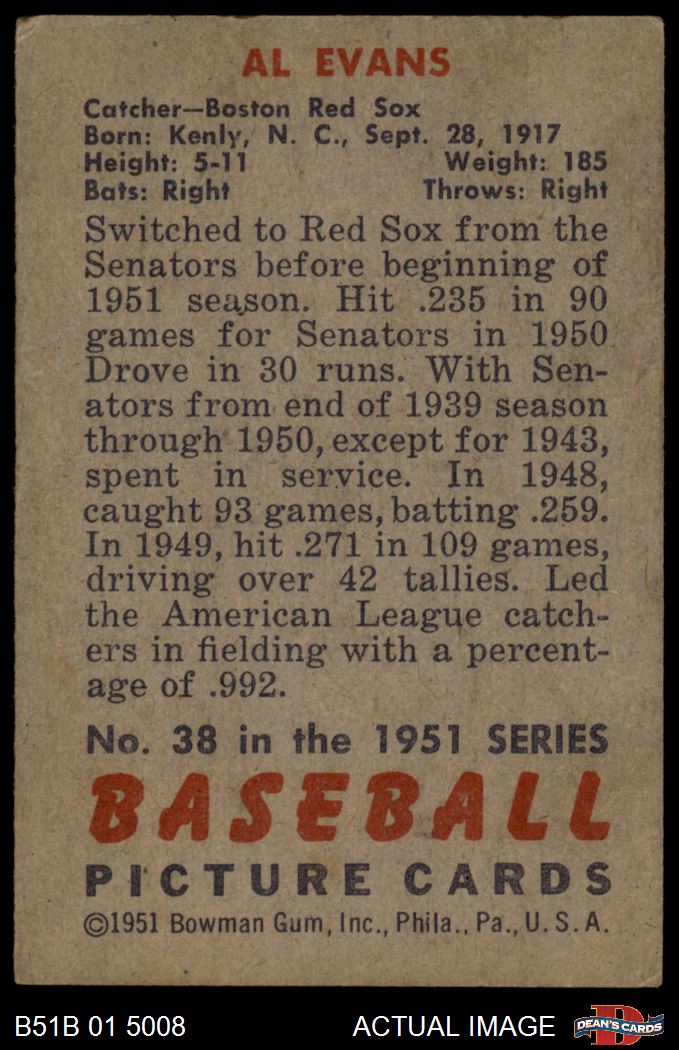 AL EVANS
Catcher—Boston Red Sox
Born: Kenly, N. C., Sept. 28, 1917
Height: 5-11 Weight: 185
Bats: Right Throws: Right
Switched to Red Sox from the
Senators before beginning of
1951 season. Hit .235 in 90
games for Senators in 1950
Drove in 30 runs. With Sen-
ators from end of 1939 season
through 1950, except for 1943,
spent in service. In 1948,
caught 93 games, batting .259.
In 1949, hit .271 in 109 games,
driving over 42 tallies. Led
the American League catch-
ers in fielding with a percent-
age of .992.
No. 38 in the 1951 SERIES
BASEBALL
PICTURE CARDS
©1951 Bowman Gum, Inc., Phila., Pa., U.S.A.
B51B 01 5008 ACTUAL IMAGE D DEAN'S CARDS